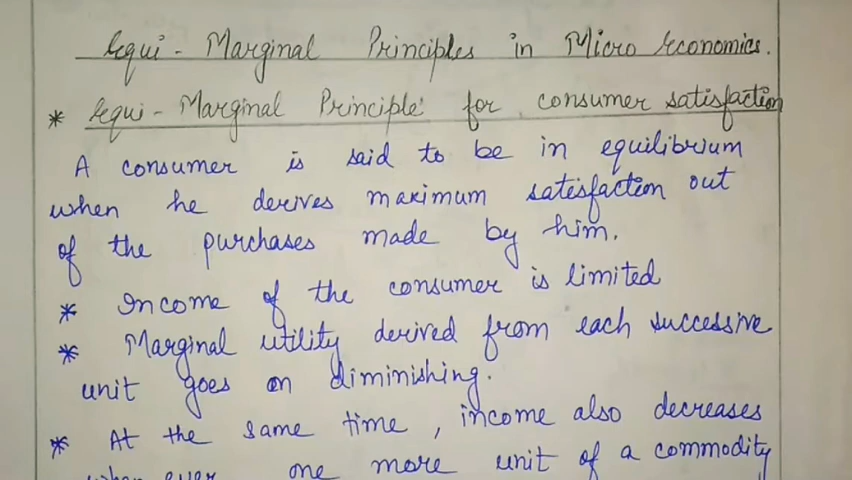 Equi - Marginal Principles in Micro Economics.
* Equi - Marginal Principle for consumer satisfaction
A consumer is said to be in equilibrium
when he derives maximum satisfaction out
of the purchases made by him.
* Income of the consumer is limited
* Marginal utility derived from each successive
unit goes on diminishing.
* At the same time, income also decreases
when ever one more unit of a commodity